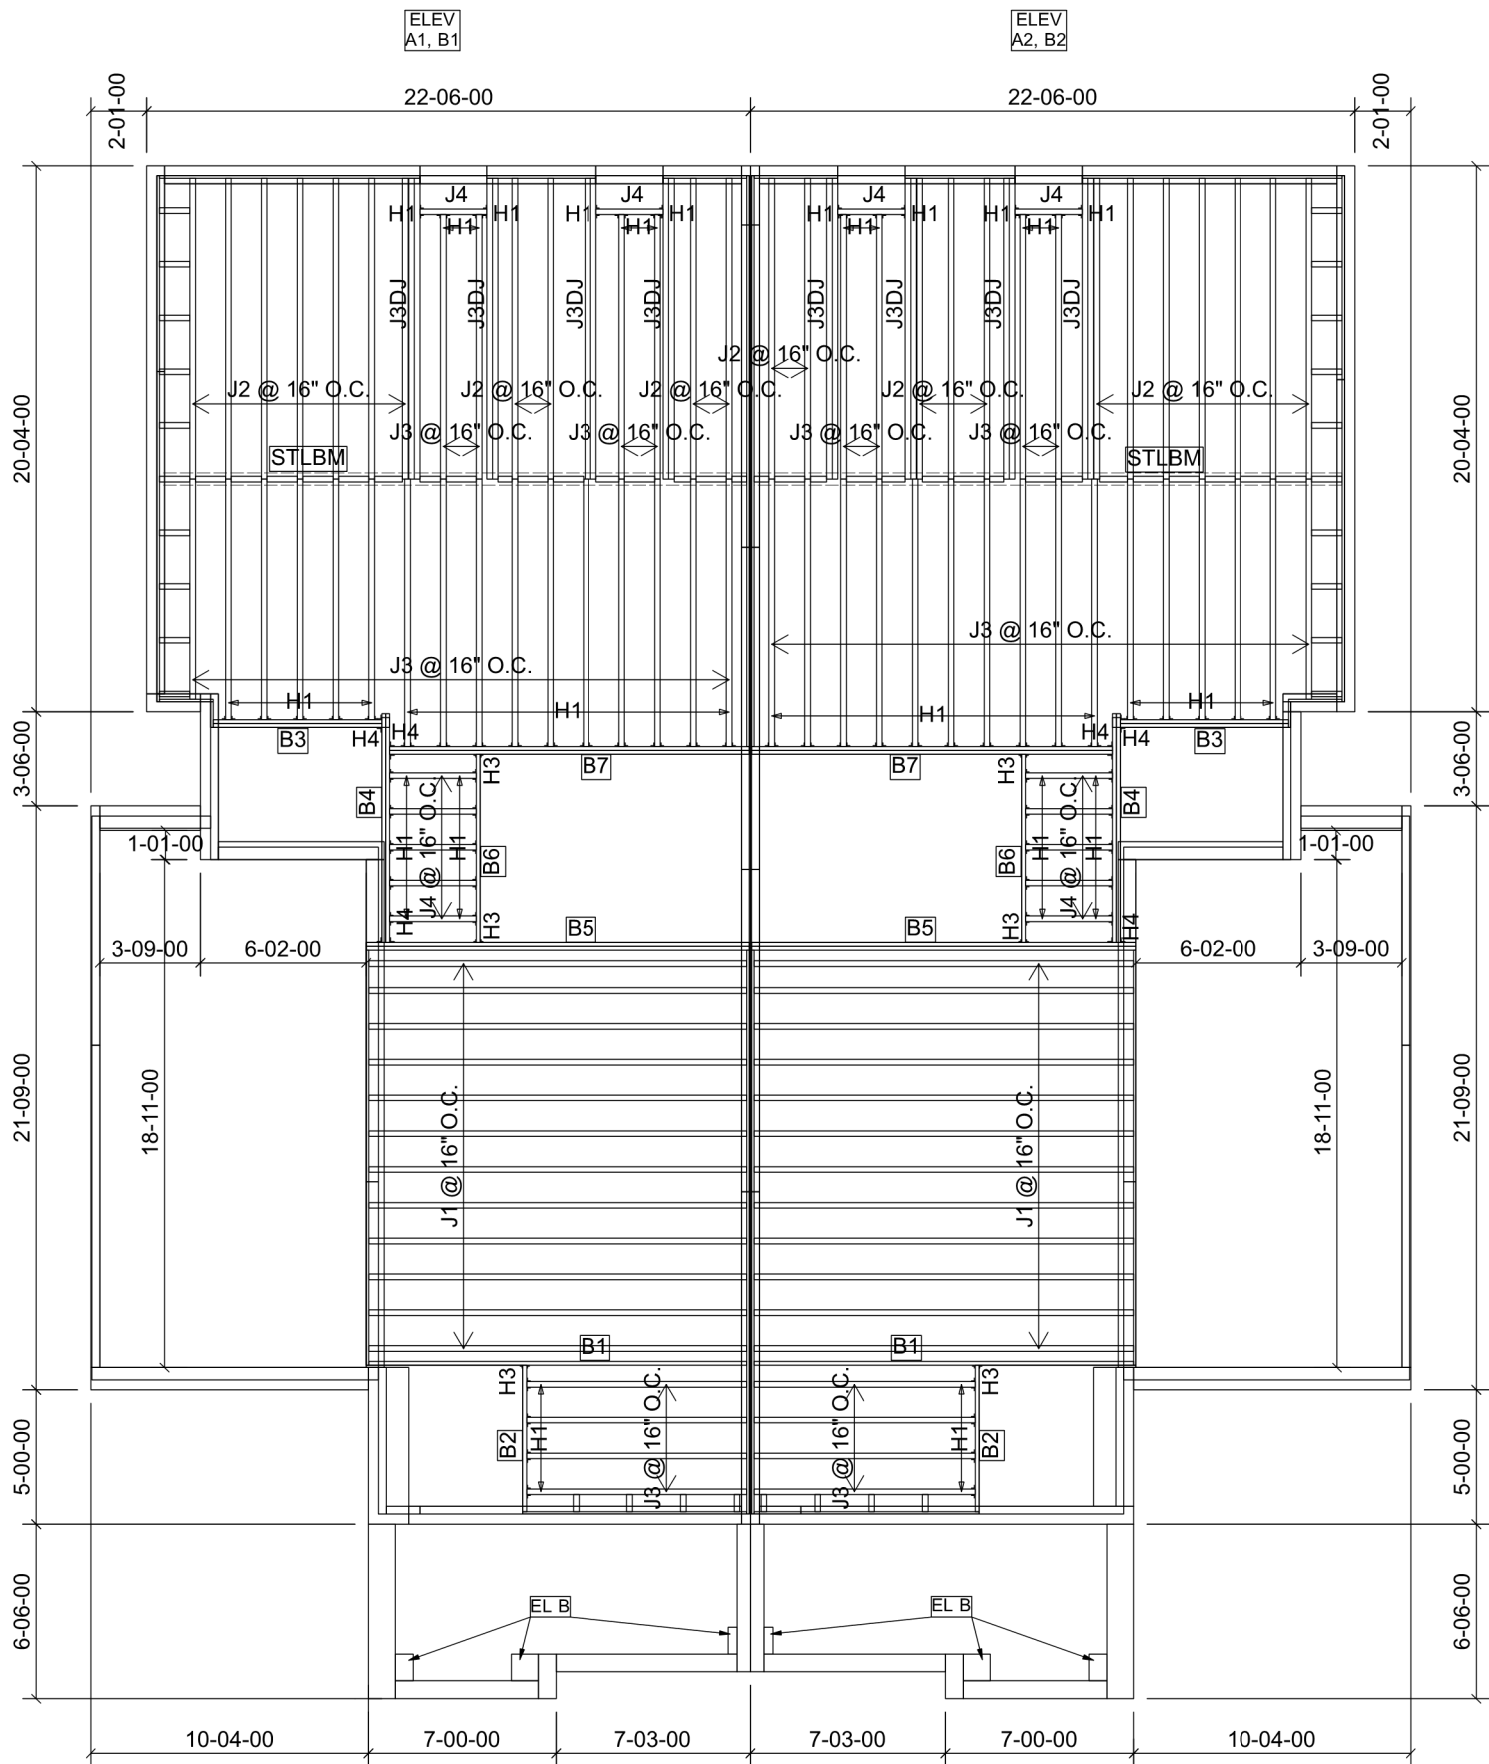 ELEV
A1, B1
ELEV
A2, B2
2-01-00
22-06-00
22-06-00
2-01-00
J4
J4
J4
J4
H1
H1
H1
H1
H1
H1
H1
H1
H1
H1
H1
H1
J3DJ
J3DJ
J3DJ
J3DJ
J3DJ
J3DJ
J3DJ
J3DJ
J2 @ 16" O.C.
J2 @ 16" O.C.
J2 @ 16" O.C.
J2 @ 16" O.C.
J2 @ 16" O.C.
J2 @ 16" O.C.
20-04-00
20-04-00
J3 @ 16" O.C.
J3 @ 16" O.C.
J3 @ 16" O.C.
J3 @ 16" O.C.
STLBM
STLBM
J3 @ 16" O.C.
J3 @ 16" O.C.
H1
H1
H1
H1
3-06-00
B3
H4
H4
H4
H4
B3
3-06-00
B7
B7
H3
H3
B4
H1
J4 @ 16" O.C.
H1
B6
B6
H1
J4 @ 16" O.C.
H1
B4
1-01-00
1-01-00
H4
H3
H3
H4
B5
B5
3-09-00
6-02-00
6-02-00
3-09-00
21-09-00
18-11-00
J1 @ 16" O.C.
J1 @ 16" O.C.
18-11-00
21-09-00
B1
B1
H3
H3
B2
H1
J3 @ 16" O.C.
J3 @ 16" O.C.
H1
B2
5-00-00
5-00-00
6-06-00
EL B
EL B
6-06-00
10-04-00
7-00-00
7-03-00
7-03-00
7-00-00
10-04-00